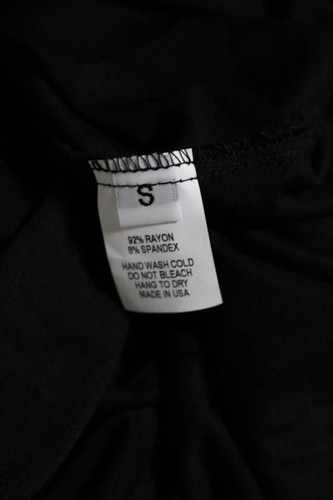 S
92% RAYON
8% SPANDEX
HAND WASH COLD
DO NOT BLEACH
HANG TO DRY
MADE IN USA